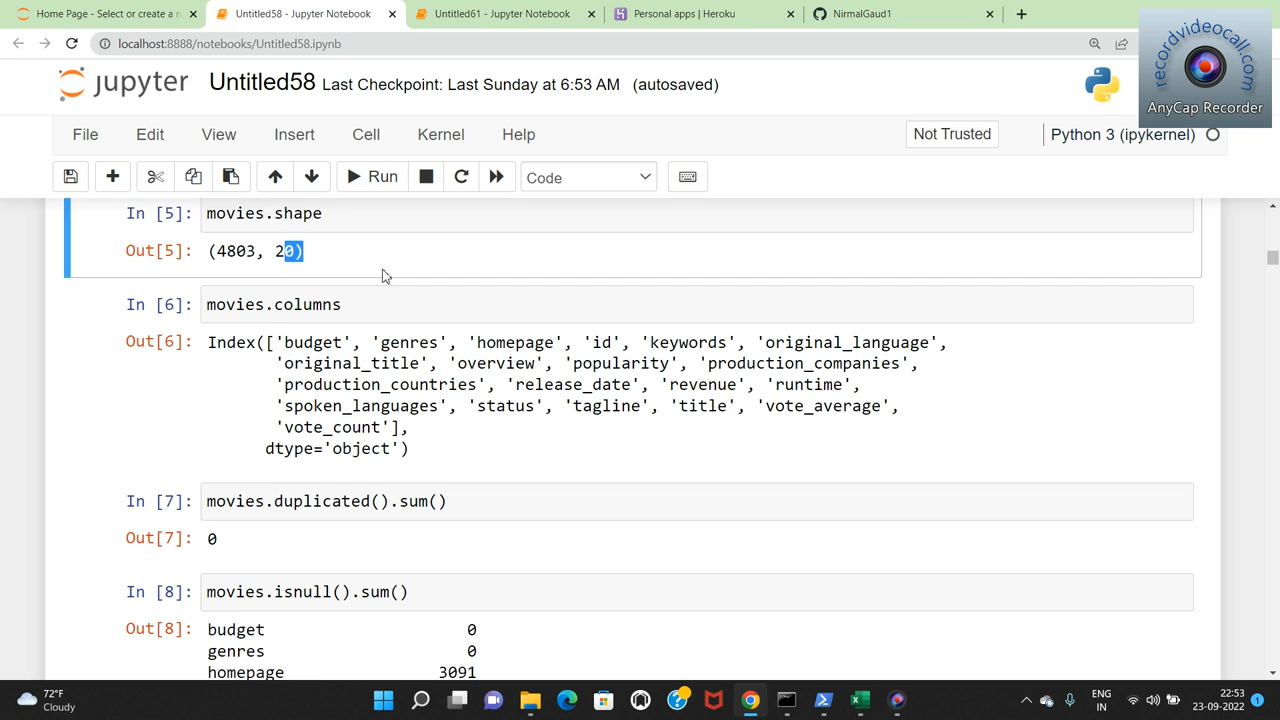 Home Page - Select or create a n
Untitled58 - Jupyter Notebook
Untitled61 - Jupyter Notebook
Personal apps | Heroku
NirmalGaud1
localhost:8888/notebooks/Untitled58.ipynb
recordvideocall.com
AnyCap Recorder
jupyter
Untitled58 Last Checkpoint: Last Sunday at 6:53 AM (autosaved)
File Edit View Insert Cell Kernel Help
Not Trusted
Python 3 (ipykernel)
Run
Code
In [5]: movies.shape
Out[5]: (4803, 20)
In [6]: movies.columns
Out[6]: Index(['budget', 'genres', 'homepage', 'id', 'keywords', 'original_language',
'original_title', 'overview', 'popularity', 'production_companies',
'production_countries', 'release_date', 'revenue', 'runtime',
'spoken_languages', 'status', 'tagline', 'title', 'vote_average',
'vote_count'],
dtype='object')
In [7]: movies.duplicated().sum()
Out[7]: 0
In [8]: movies.isnull().sum()
Out[8]: budget 0
genres 0
homepage 3091
72°F
Cloudy
ENG
IN
22:53
23-09-2022
1